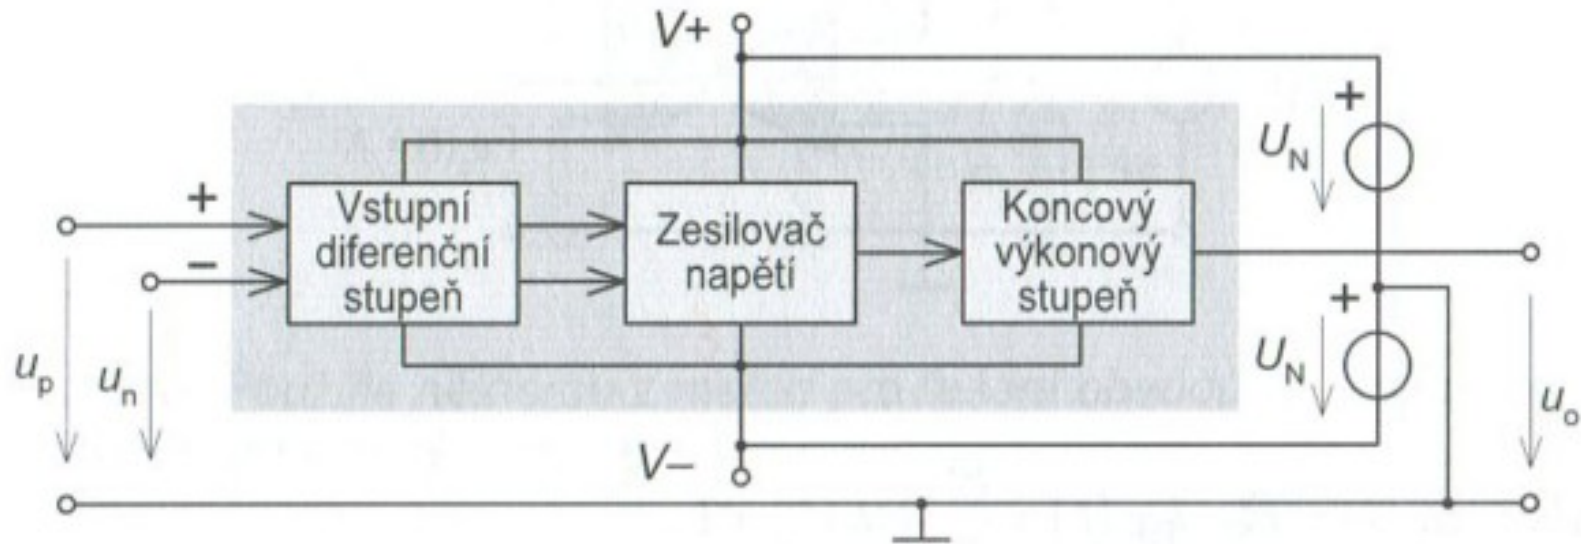 V+
+
U_N
+
Vstupní
diferenční
stupeň
Zesilovač
napětí
Koncový
výkonový
stupeň
−
+
u_p
u_n
U_N
u_o
V−